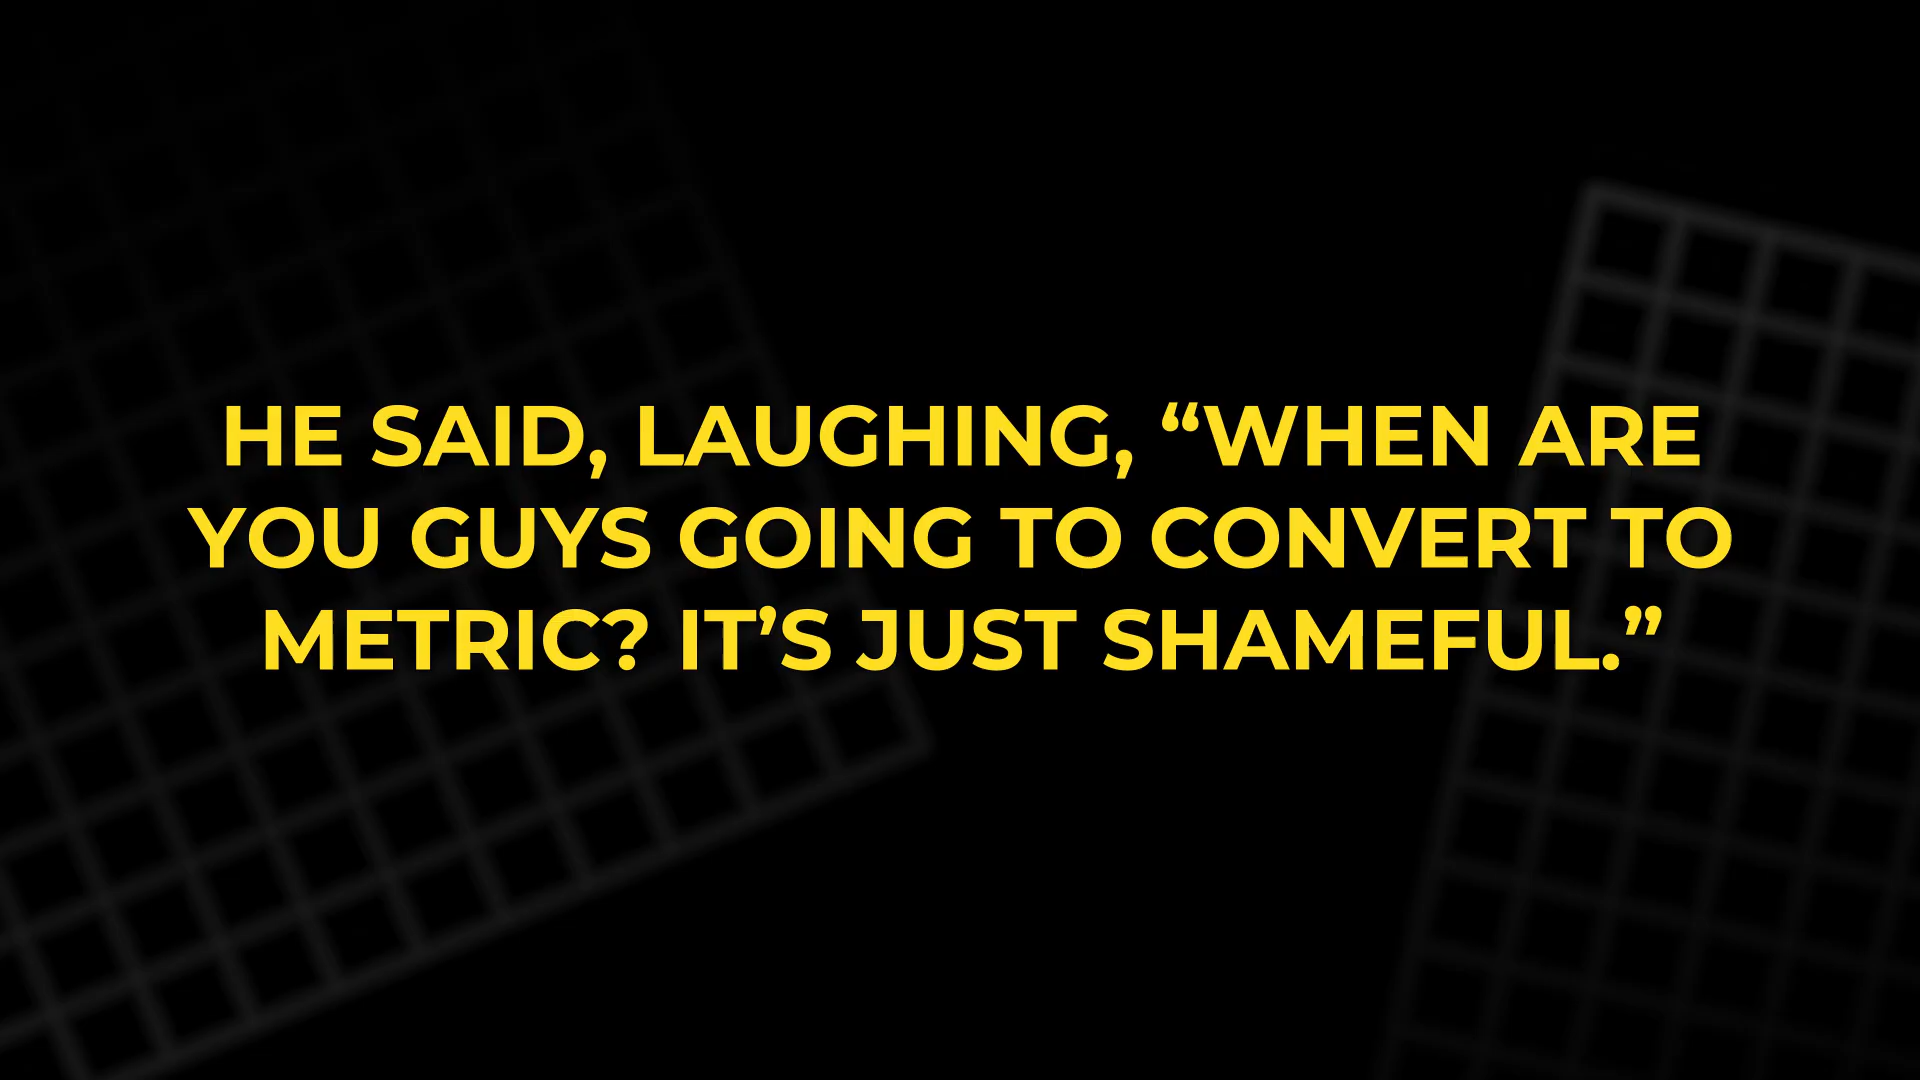 HE SAID, LAUGHING, “WHEN ARE
YOU GUYS GOING TO CONVERT TO
METRIC? IT’S JUST SHAMEFUL.”